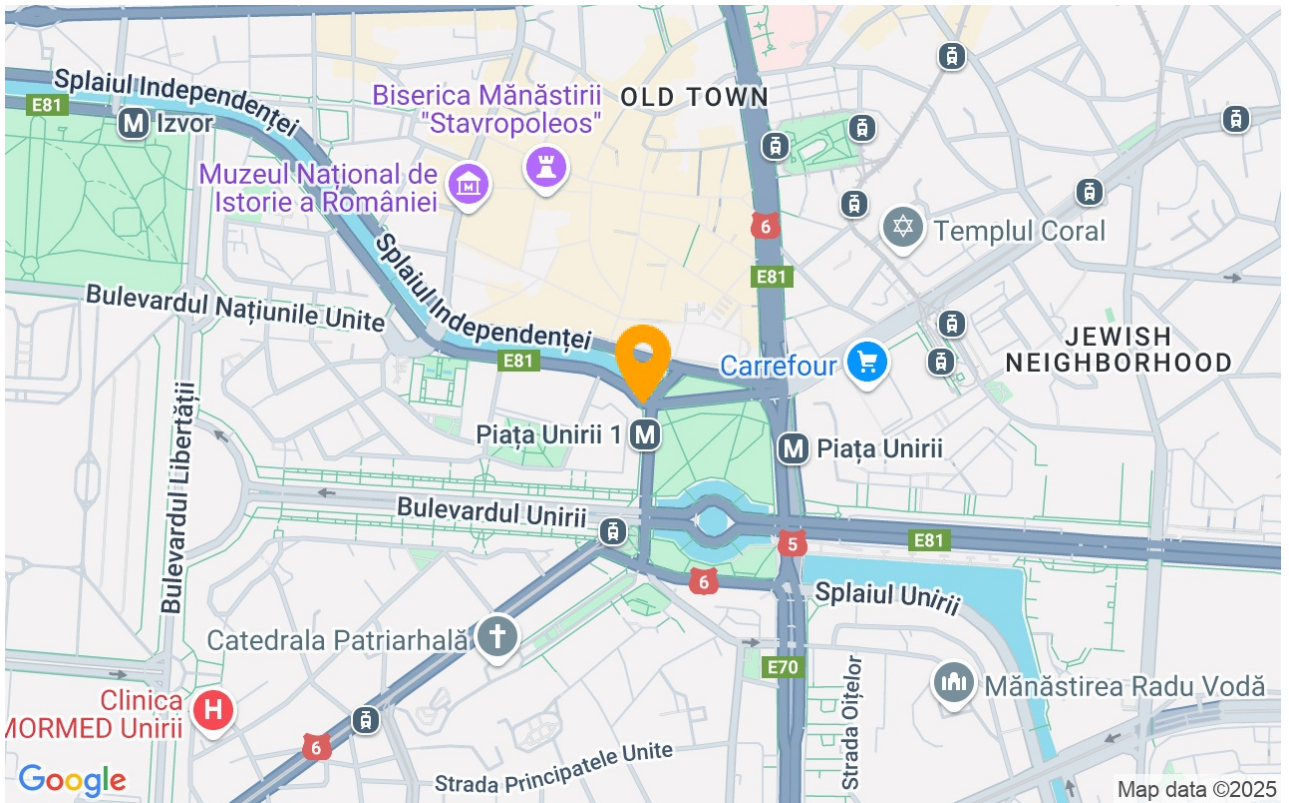 Splaiul Independenței
E81
M Izvor
Biserica Mănăstirii
"Stavropoleos"
OLD TOWN
Muzeul Național de
Istorie a României
M
6
Templul Coral
E81
Splaiul Independenței
Bulevardul Națiunile Unite
E81
Carrefour
JEWISH
NEIGHBORHOOD
Piața Unirii 1 M
M Piața Unirii
Bulevardul Libertății
Bulevardul Unirii
5
E81
6
Splaiul Unirii
Catedrala Patriarhală
E70
Strada Oițelor
Mănăstirea Radu Vodă
Clinica
MORMED Unirii
H
6
Strada Principatele Unite
Google
Map data ©2025